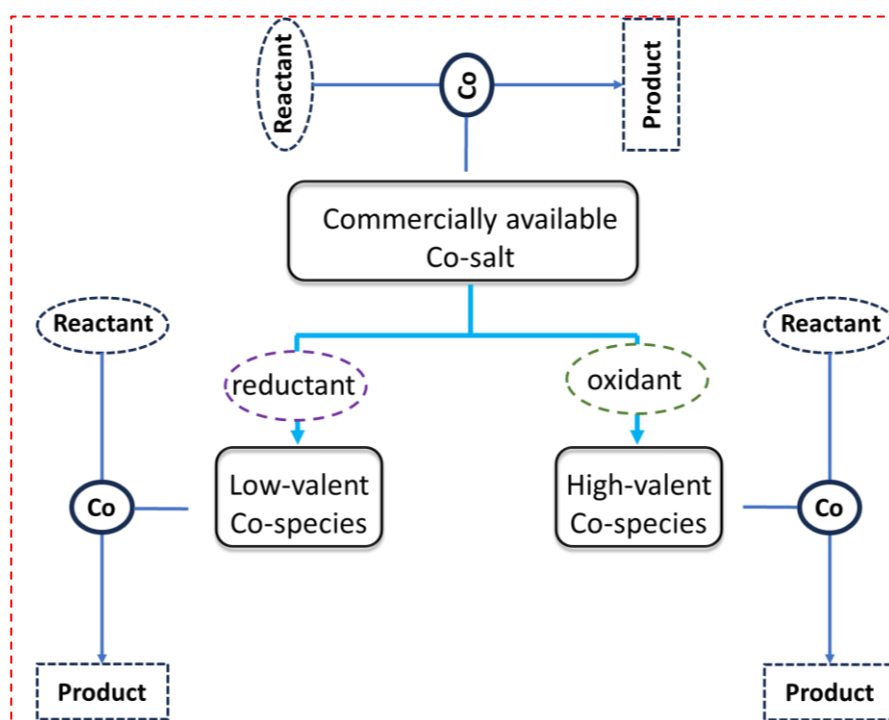 Reactant
Co
Product
Commercially available
Co-salt
Reactant
Reactant
reductant
oxidant
Low-valent
Co-species
High-valent
Co-species
Co
Co
Product
Product